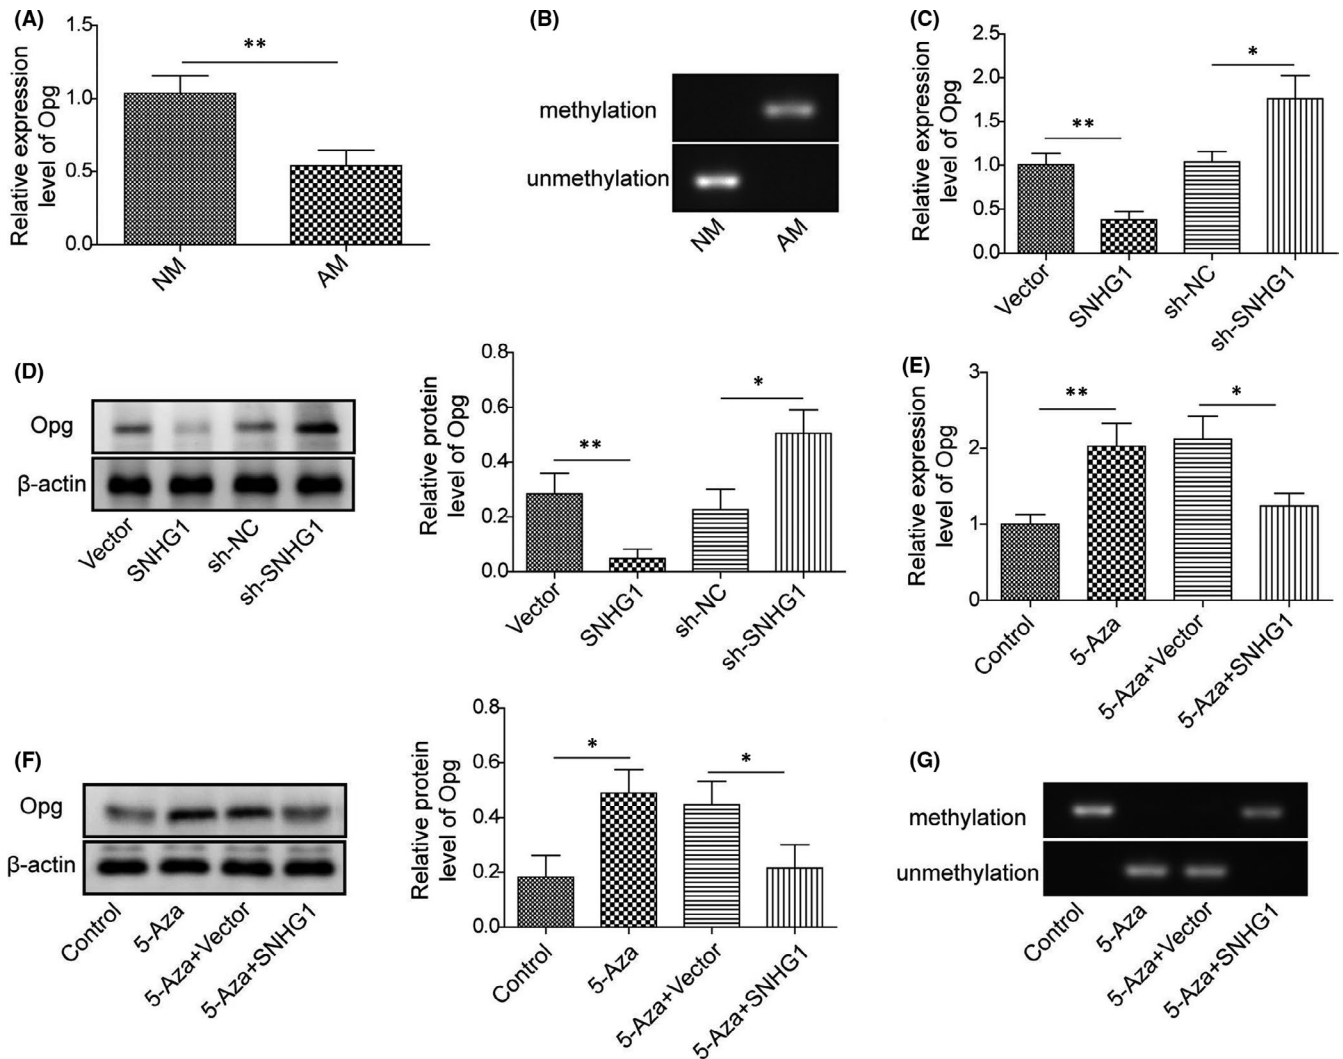 (A)
Relative expression
level of Opg
1.5
1.0
0.5
0.0
**
NM
AM
(B)
methylation
unmethylation
NM
AM
(C)
Relative expression
level of Opg
2.5
2.0
1.5
1.0
0.5
0.0
**
*
Vector
SNHG1
sh-NC
sh-SNHG1
(D)
Opg
β-actin
Vector
SNHG1
sh-NC
sh-SNHG1
Relative protein
level of Opg
0.8
0.6
0.4
0.2
0.0
**
*
Vector
SNHG1
sh-NC
sh-SNHG1
(E)
Relative expression
level of Opg
3
2
1
0
**
*
Control
5-Aza
5-Aza+Vector
5-Aza+SNHG1
(F)
Opg
β-actin
Control
5-Aza
5-Aza+Vector
5-Aza+SNHG1
Relative protein
level of Opg
0.8
0.6
0.4
0.2
0.0
*
*
Control
5-Aza
5-Aza+Vector
5-Aza+SNHG1
(G)
methylation
unmethylation
Control
5-Aza
5-Aza+Vector
5-Aza+SNHG1